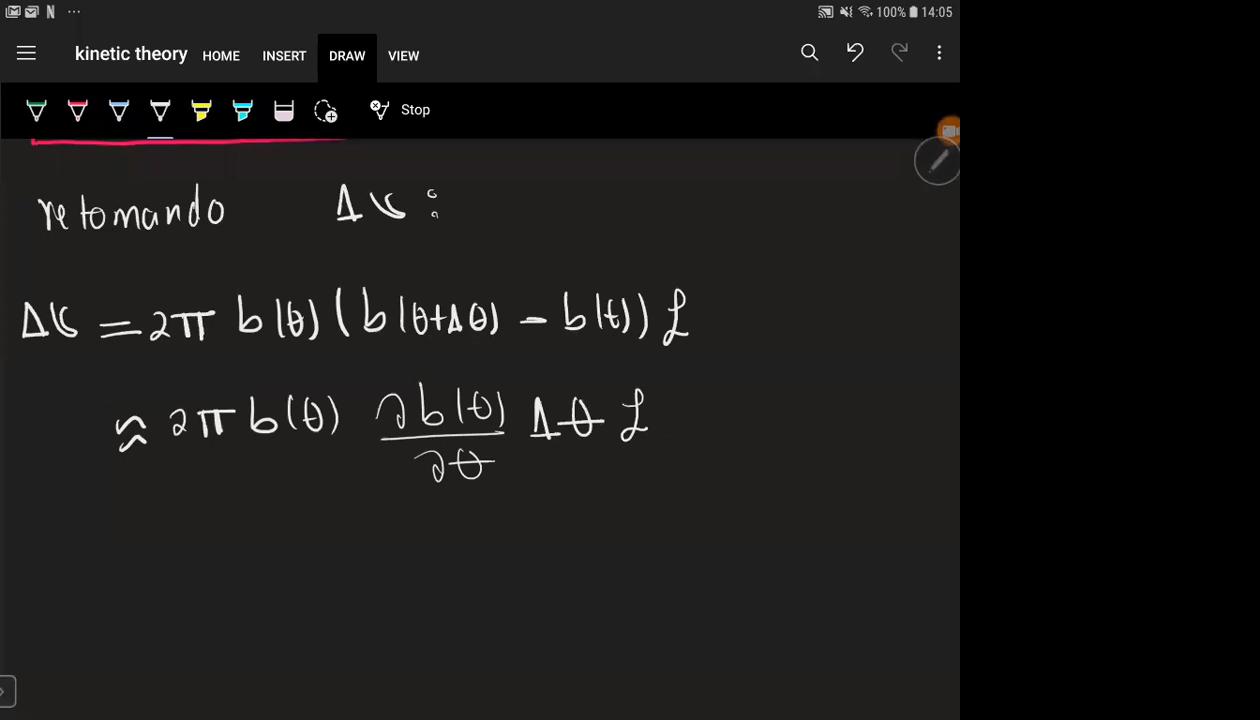 N ... 100% 14:05
kinetic theory HOME INSERT DRAW VIEW
Stop
retomando Δ𝒱 :
Δ𝒱 = 2π b(θ) (b(θ+Δθ) - b(θ)) ℒ
≈ 2π b(θ) ∂b(θ)/∂θ Δθ ℒ